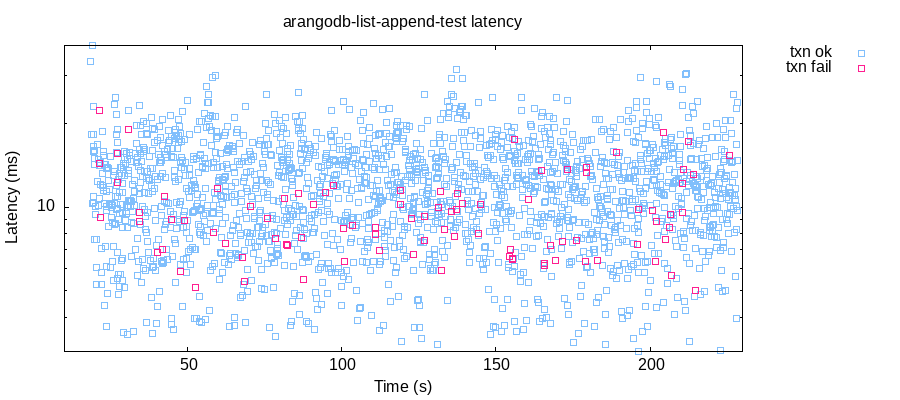 arangodb-list-append-test latency
txn ok
txn fail
Latency (ms)
10
50 100 150 200
Time (s)